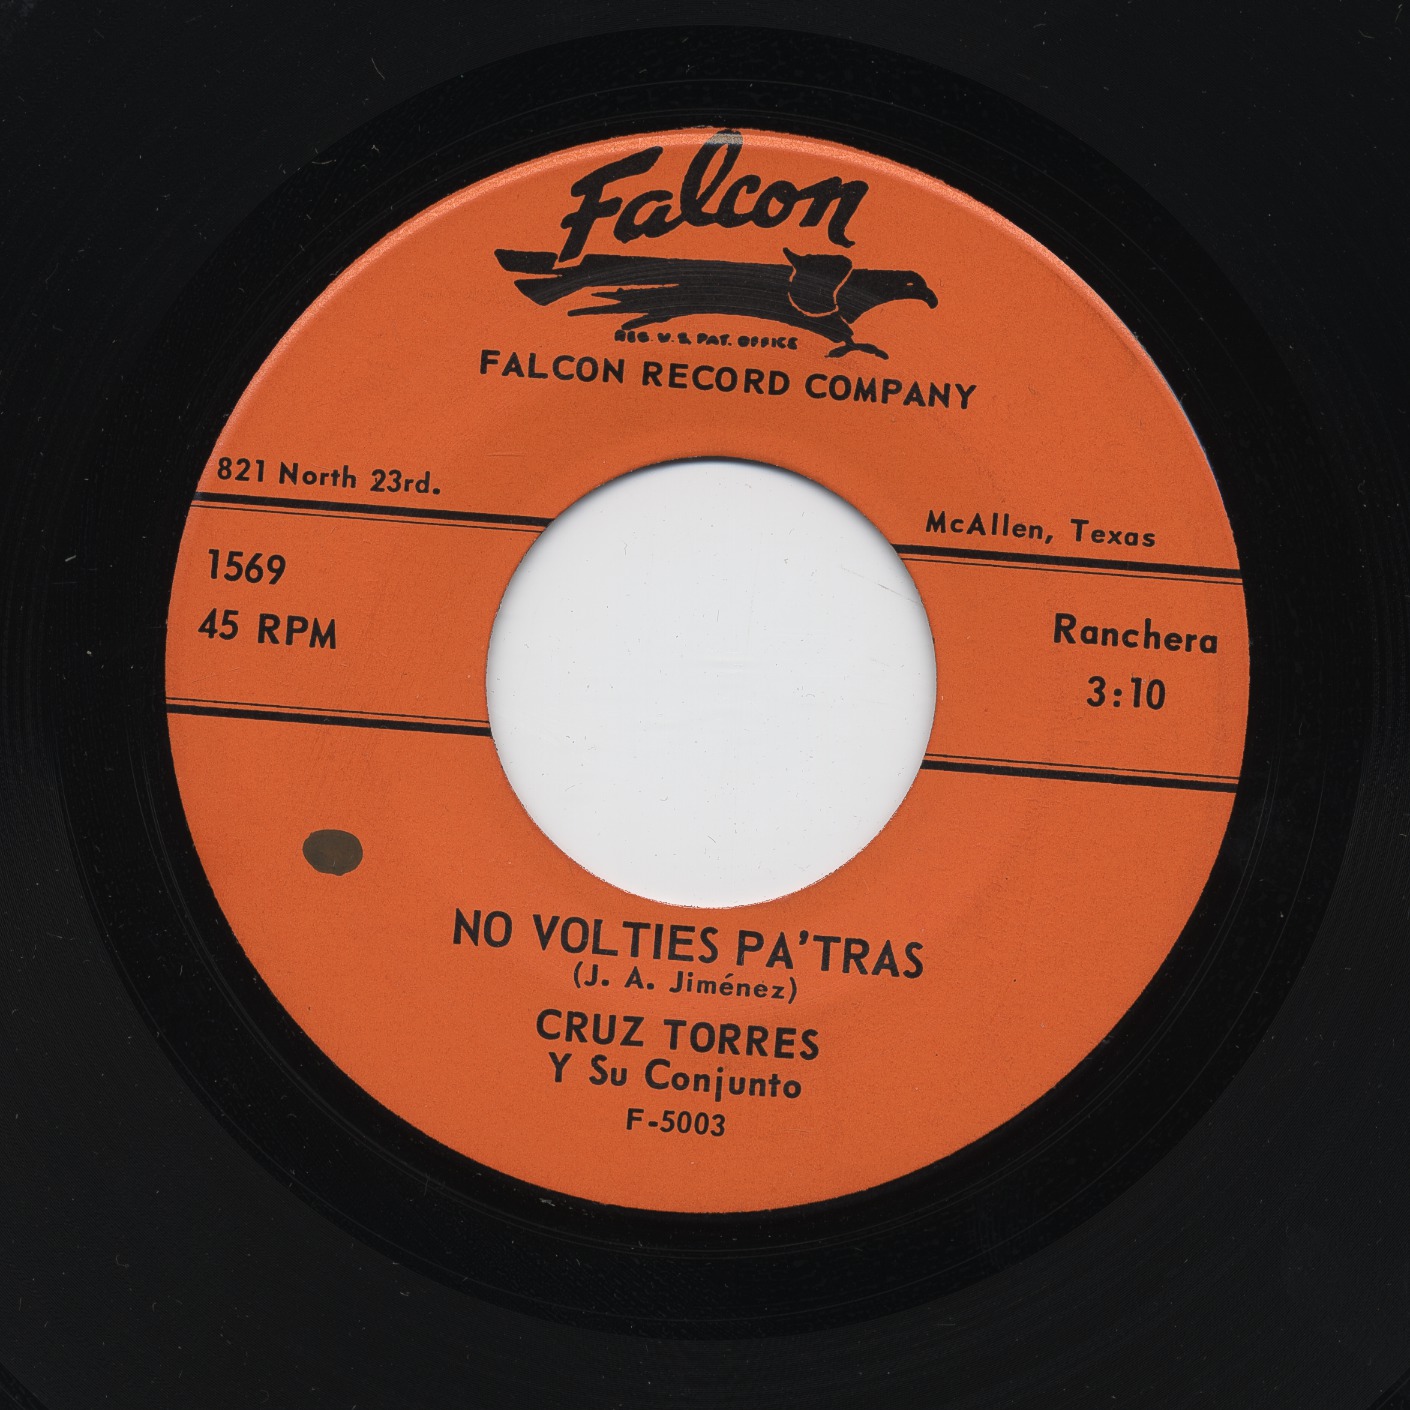 Falcon
REG. U.S. PAT. OFFICE
FALCON RECORD COMPANY
821 North 23rd.
McAllen, Texas
1569
45 RPM
Ranchera
3:10
NO VOLTIES PA'TRAS
(J. A. Jiménez)
CRUZ TORRES
Y Su Conjunto
F-5003